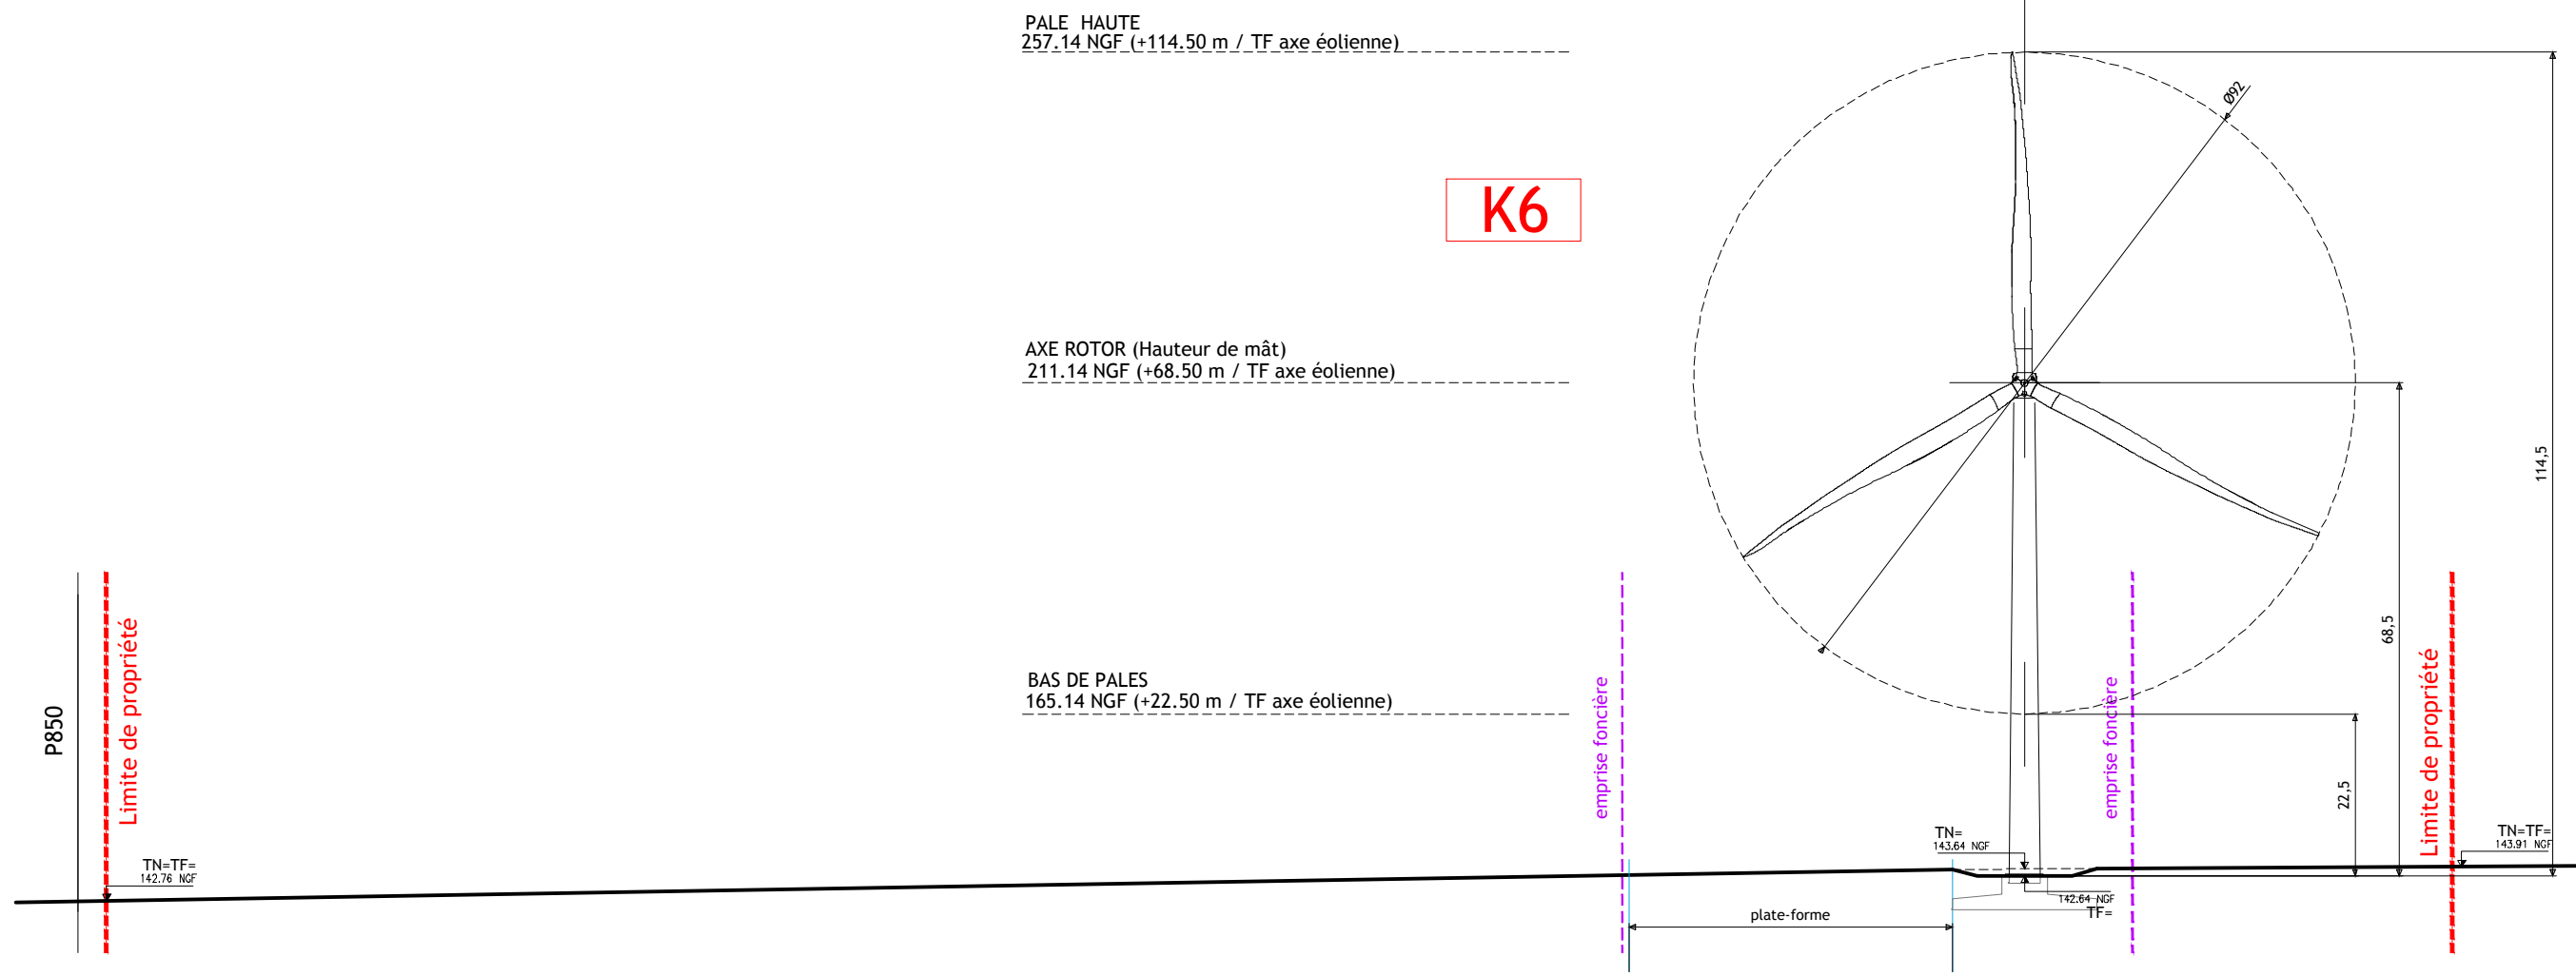 PALE HAUTE
257.14 NGF (+114.50 m / TF axe éolienne)
Ø92
K6
AXE ROTOR (Hauteur de mât)
211.14 NGF (+68.50 m / TF axe éolienne)
114,5
68,5
BAS DE PALES
165.14 NGF (+22.50 m / TF axe éolienne)
P850
Limite de propriété
emprise foncière
emprise foncière
Limite de propriété
22,5
TN=TF=
142.76 NGF
TN=
143.64 NGF
TN=TF=
143.91 NGF
142.64 NGF
TF=
plate-forme